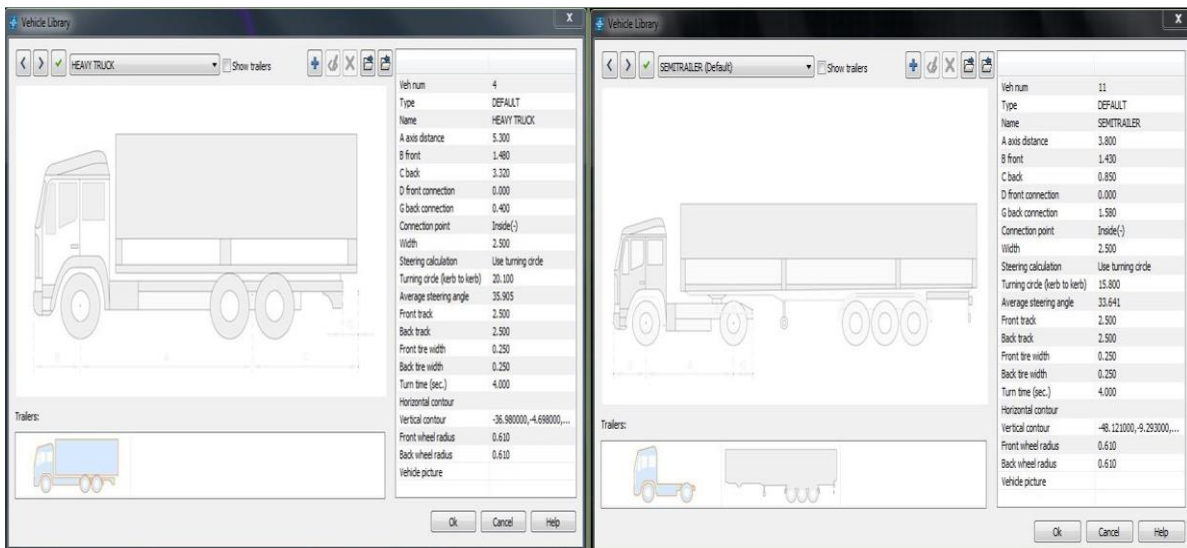 Vehicle Library
X
HEAVY TRUCK
Show trailers
Veh num 4
Type DEFAULT
Name HEAVY TRUCK
A axis distance 5.300
B front 1.480
C back 3.320
D front connection 0.000
G back connection 0.400
Connection point Inside(-)
Width 2.500
Steering calculation Use turning circle
Turning circle (kerb to kerb) 20.100
Average steering angle 35.905
Front track 2.500
Back track 2.500
Front tire width 0.250
Back tire width 0.250
Turn time (sec.) 4.000
Horizontal contour
Vertical contour -36.980000,-4.698000,...
Front wheel radius 0.610
Back wheel radius 0.610
Vehicle picture
Trailers:
Ok Cancel Help
Vehicle Library
X
SEMITRAILER (Default)
Show trailers
Veh num 11
Type DEFAULT
Name SEMITRAILER
A axis distance 3.800
B front 1.430
C back 0.850
D front connection 0.000
G back connection 1.580
Connection point Inside(-)
Width 2.500
Steering calculation Use turning circle
Turning circle (kerb to kerb) 15.800
Average steering angle 33.641
Front track 2.500
Back track 2.500
Front tire width 0.250
Back tire width 0.250
Turn time (sec.) 4.000
Horizontal contour
Vertical contour -48.121000,-9.293000,...
Front wheel radius 0.610
Back wheel radius 0.610
Vehicle picture
Trailers:
Ok Cancel Help